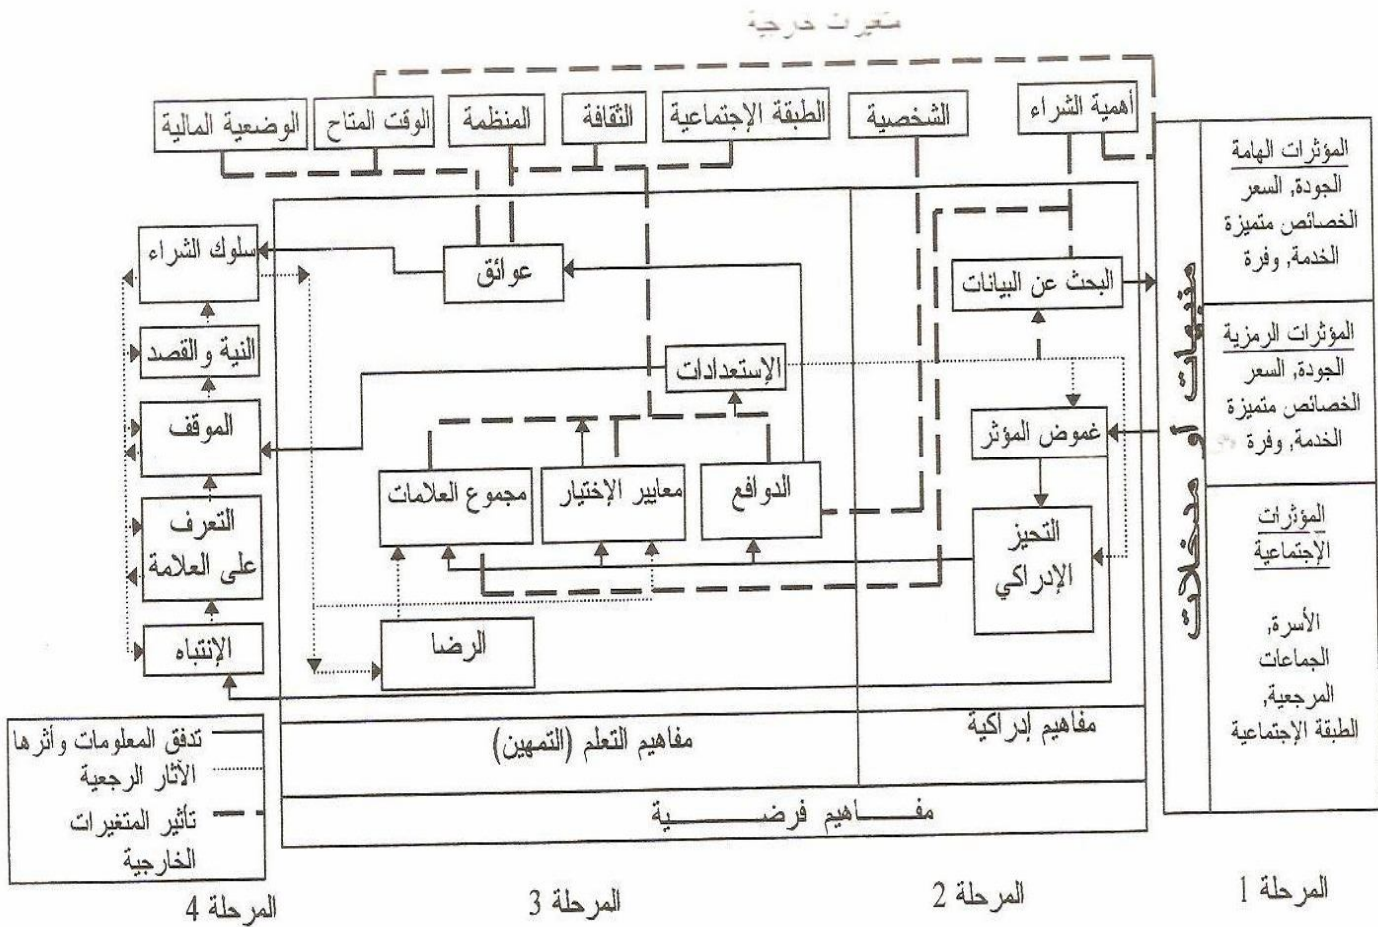 متغيرات خارجية
أهمية الشراء
الشخصية
الطبقة الإجتماعية
الثقافة
المنظمة
الوقت المتاح
الوضعية المالية
المؤثرات الهامة
الجودة, السعر
الخصائص متميزة
الخدمة, وفرة
المؤثرات الرمزية
الجودة, السعر
الخصائص متميزة
الخدمة, وفرة
المؤثرات
الإجتماعية
الأسرة,
الجماعات
المرجعية,
الطبقة الإجتماعية
منبهات أو مدخلات
البحث عن البيانات
غموض المؤثر
التحيز
الإدراكي
مفاهيم إدراكية
عوائق
الإستعدادات
الدوافع
معايير الإختيار
مجموع العلامات
الرضا
مفاهيم التعلم (التمهين)
مفـــاهيم فرضــــــــية
سلوك الشراء
النية والقصد
الموقف
التعرف
على العلامة
الإنتباه
تدفق المعلومات وأثرها
الآثار الرجعية
تأثير المتغيرات
الخارجية
المرحلة 1
المرحلة 2
المرحلة 3
المرحلة 4